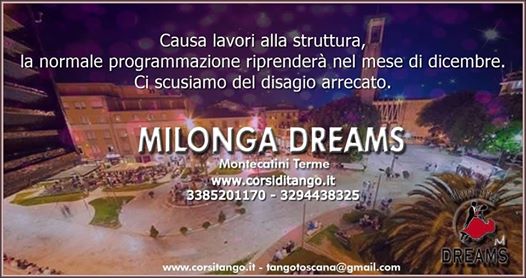 Causa lavori alla struttura,
la normale programmazione riprenderà nel mese di dicembre.
Ci scusiamo del disagio arrecato.
MILONGA DREAMS
Montecatini Terme
www.corsiditango.it
3385201170 - 3294438325
DREAMS
www.corsitango.it - tangotoscana@gmail.com